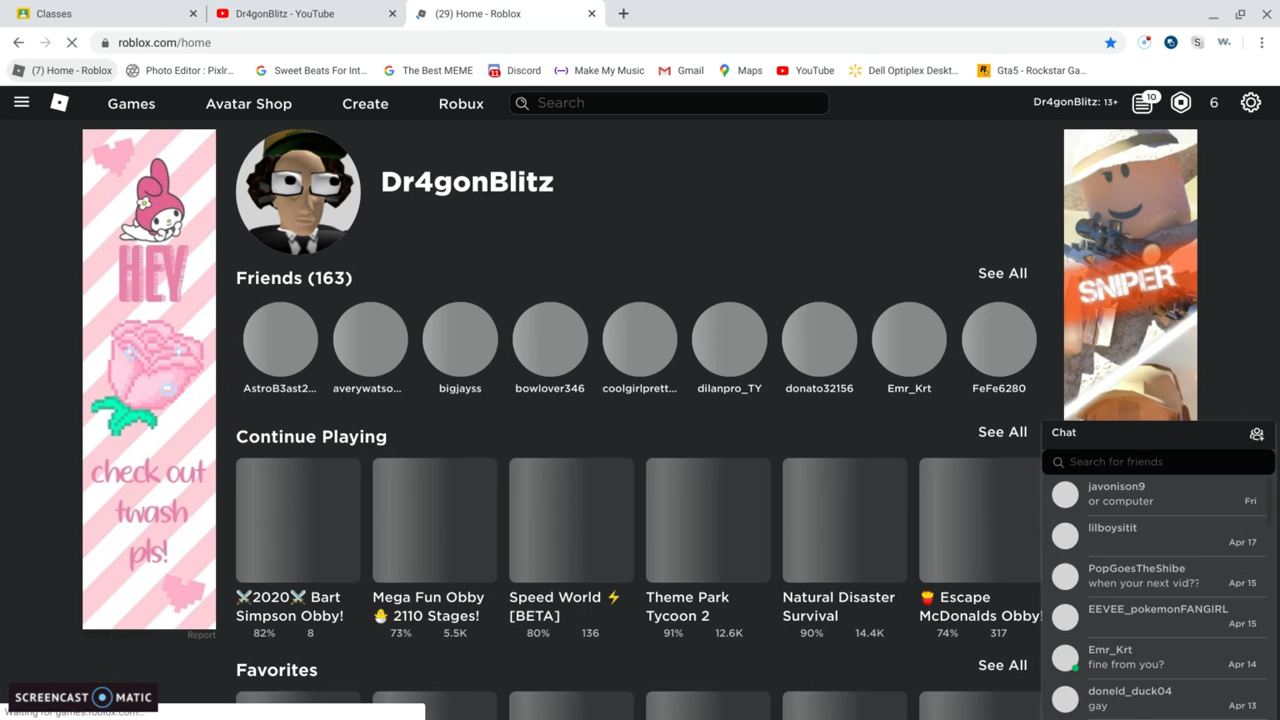 Classes
Dr4gonBlitz - YouTube
(29) Home - Roblox
roblox.com/home
(7) Home - Roblox
Photo Editor : Pixlr...
Sweet Beats For Int...
The Best MEME
Discord
Make My Music
Gmail
Maps
YouTube
Dell Optiplex Deskt...
Gta5 - Rockstar Ga...
Games
Avatar Shop
Create
Robux
Search
Dr4gonBlitz: 13+
10
6
Dr4gonBlitz
HEY
check out
twash
pls!
Report
SNIPER
Friends (163)
See All
AstroB3ast2...
averywatso...
bigjayss
bowlover346
coolgirlprett...
dilanpro_TY
donato32156
Emr_Krt
FeFe6280
Continue Playing
See All
⚔2020⚔ Bart
Simpson Obby!
82% 8
Mega Fun Obby
🐣 2110 Stages!
73% 5.5K
Speed World ⚡
[BETA]
80% 136
Theme Park
Tycoon 2
91% 12.6K
Natural Disaster
Survival
90% 14.4K
🍟 Escape
McDonalds Obby!
74% 317
Favorites
See All
Chat
Search for friends
javonison9
or computer
Fri
lilboysitit
Apr 17
PopGoesTheShibe
when your next vid??
Apr 15
EEVEE_pokemonFANGIRL
Apr 15
Emr_Krt
fine from you?
Apr 14
doneld_duck04
gay
Apr 13
SCREENCAST MATIC
Waiting for games.roblox.com...